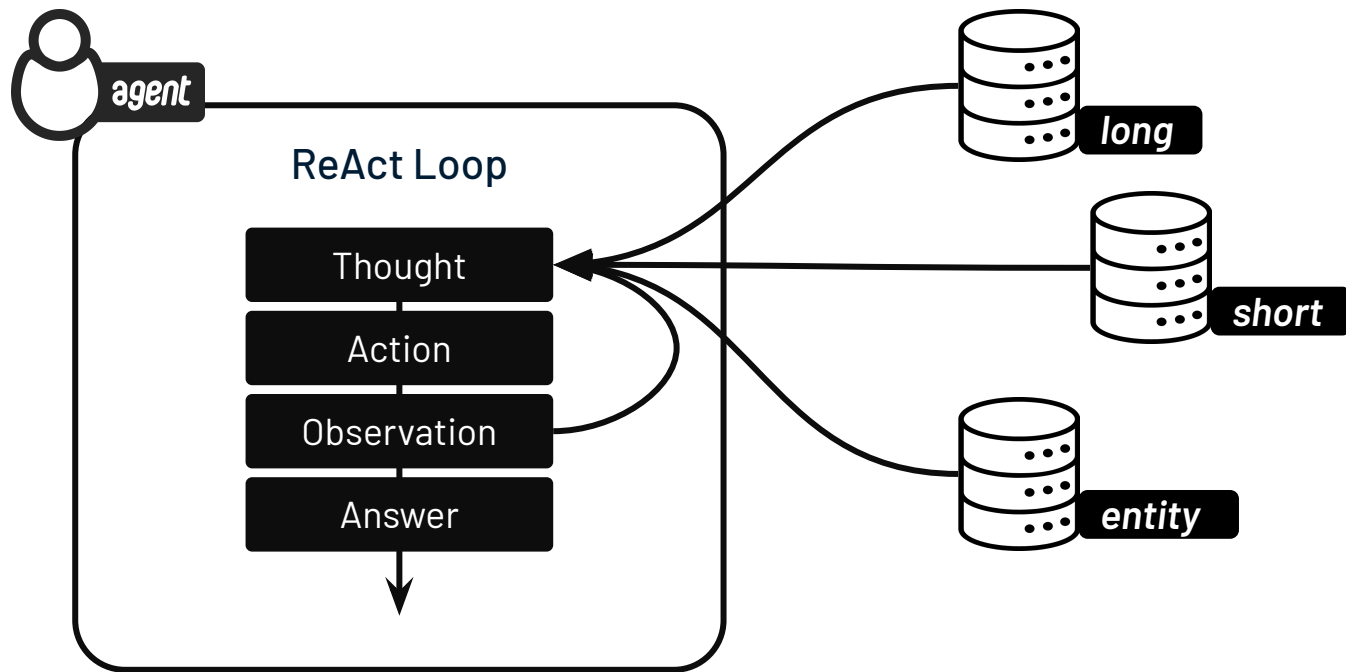 agent
ReAct Loop
Thought
Action
Observation
Answer
long
short
entity